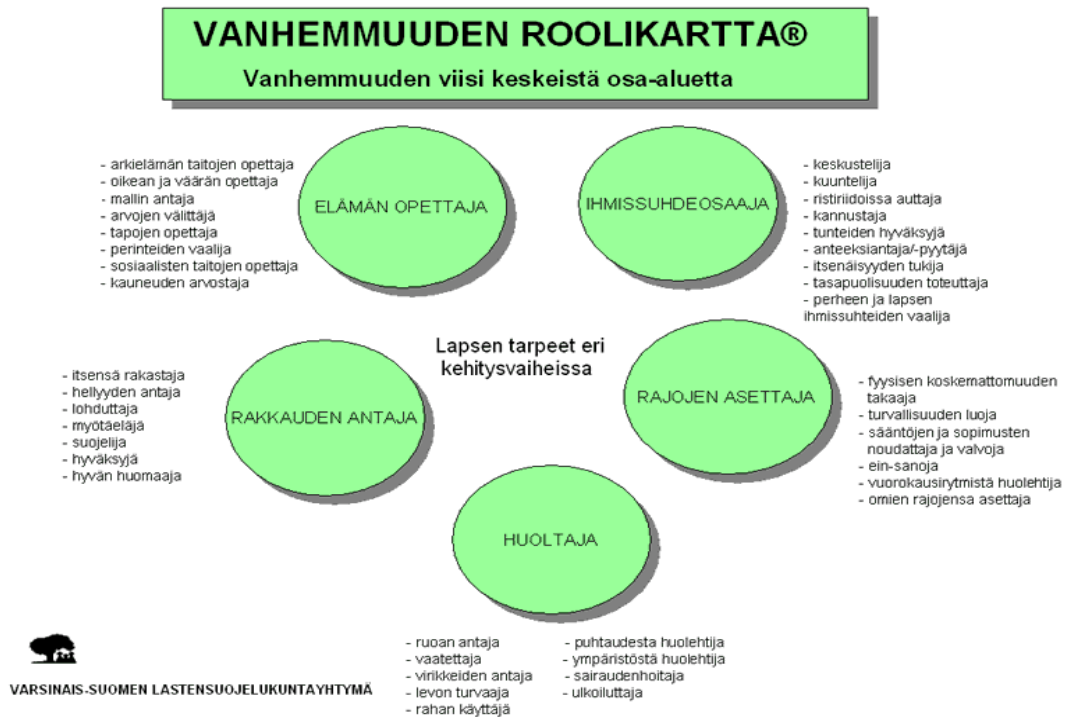 VANHEMMUUDEN ROOLIKARTTA®
Vanhemmuuden viisi keskeistä osa-aluetta
- arkielämän taitojen opettaja
- oikean ja väärän opettaja
- mallin antaja
- arvojen välittäjä
- tapojen opettaja
- perinteiden vaalija
- sosiaalisten taitojen opettaja
- kauneuden arvostaja
ELÄMÄN OPETTAJA
IHMISSUHDEOSAAJA
- keskustelija
- kuuntelija
- ristiriidoissa auttaja
- kannustaja
- tunteiden hyväksyjä
- anteeksiantaja/-pyytäjä
- itsenäisyyden tukija
- tasapuolisuuden toteuttaja
- perheen ja lapsen
ihmissuhteiden vaalija
Lapsen tarpeet eri
kehitysvaiheissa
- itsensä rakastaja
- hellyyden antaja
- lohduttaja
- myötäeläjä
- suojelija
- hyväksyjä
- hyvän huomaaja
RAKKAUDEN ANTAJA
RAJOJEN ASETTAJA
- fyysisen koskemattomuuden
takaaja
- turvallisuuden luoja
- sääntöjen ja sopimusten
noudattaja ja valvoja
- ein-sanoja
- vuorokausirytmistä huolehtija
- omien rajojensa asettaja
HUOLTAJA
- ruoan antaja
- vaatettaja
- virikkeiden antaja
- levon turvaaja
- rahan käyttäjä
- puhtaudesta huolehtija
- ympäristöstä huolehtija
- sairaudenhoitaja
- ulkoiluttaja
VARSINAIS-SUOMEN LASTENSUOJELUKUNTAYHTYMÄ